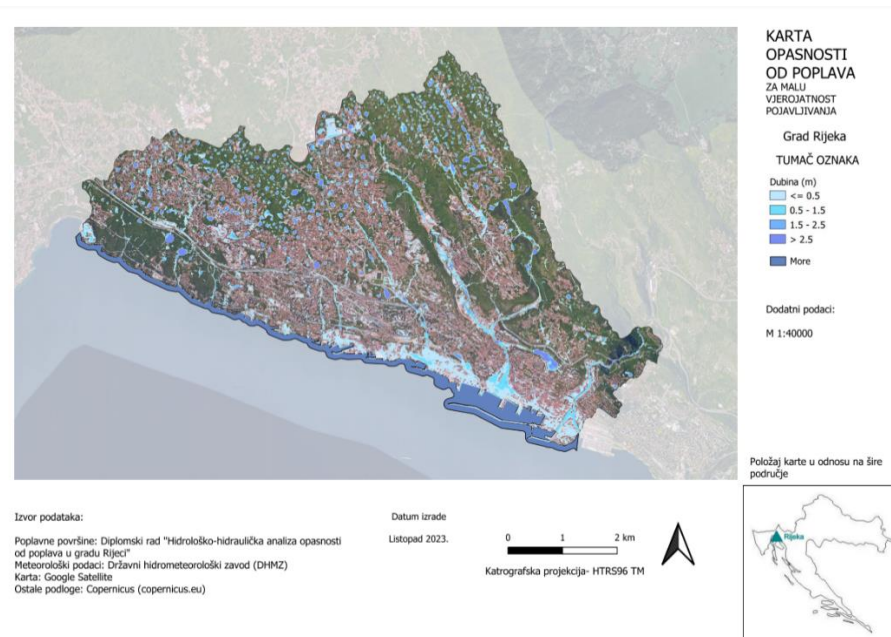 KARTA
OPASNOSTI
OD POPLAVA
ZA MALU
VJEROJATNOST
POJAVLJIVANJA
Grad Rijeka
TUMAČ OZNAKA
Dubina (m)
<= 0.5
0.5 - 1.5
1.5 - 2.5
> 2.5
More
Dodatni podaci:
M 1:40000
Položaj karte u odnosu na šire
područje
Rijeka
Izvor podataka:
Poplavne površine: Diplomski rad "Hidrološko-hidraulička analiza opasnosti
od poplava u gradu Rijeci"
Meteorološki podaci: Državni hidrometeorološki zavod (DHMZ)
Karta: Google Satellite
Ostale podloge: Copernicus (copernicus.eu)
Datum izrade
Listopad 2023.
0 1 2 km
Katrografska projekcija- HTRS96 TM